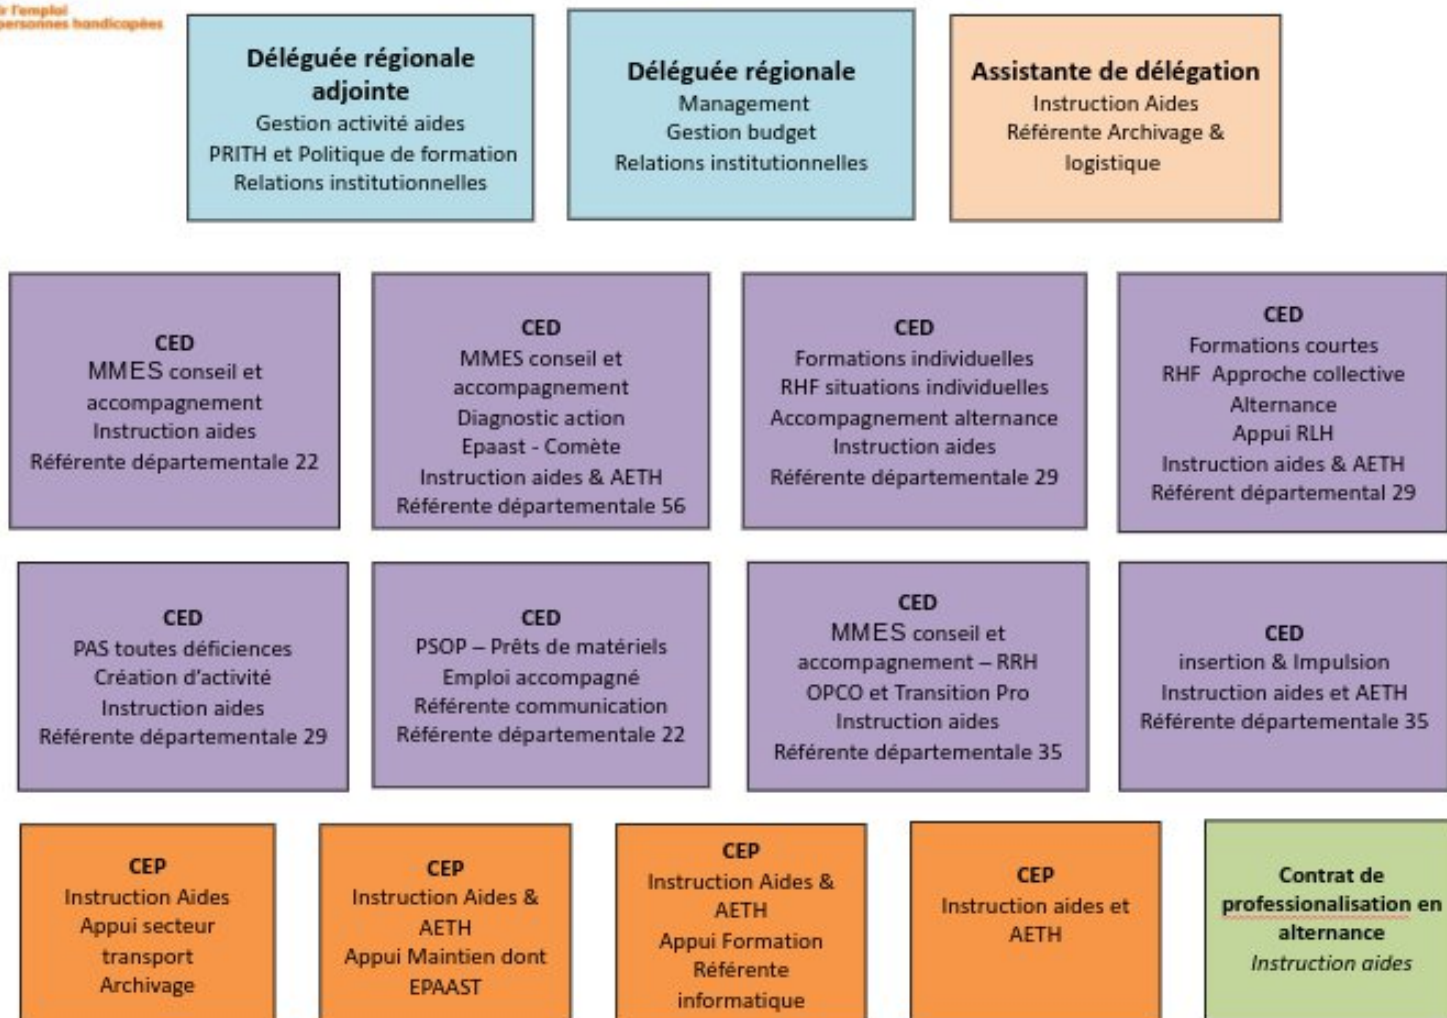 r l'emploi
personnes handicapées
Déléguée régionale
adjointe
Gestion activité aides
PRITH et Politique de formation
Relations institutionnelles
Déléguée régionale
Management
Gestion budget
Relations institutionnelles
Assistante de délégation
Instruction Aides
Référente Archivage &
logistique
CED
MMES conseil et
accompagnement
Instruction aides
Référente départementale 22
CED
MMES conseil et
accompagnement
Diagnostic action
Epaast - Comète
Instruction aides & AETH
Référente départementale 56
CED
Formations individuelles
RHF situations individuelles
Accompagnement alternance
Instruction aides
Référente départementale 29
CED
Formations courtes
RHF Approche collective
Alternance
Appui RLH
Instruction aides & AETH
Référent départemental 29
CED
PAS toutes déficiences
Création d'activité
Instruction aides
Référente départementale 29
CED
PSOP – Prêts de matériels
Emploi accompagné
Référente communication
Référente départementale 22
CED
MMES conseil et
accompagnement – RRH
OPCO et Transition Pro
Instruction aides
Référente départementale 35
CED
insertion & Impulsion
Instruction aides et AETH
Référente départementale 35
CEP
Instruction Aides
Appui secteur
transport
Archivage
CEP
Instruction Aides &
AETH
Appui Maintien dont
EPAAST
CEP
Instruction Aides &
AETH
Appui Formation
Référente
informatique
CEP
Instruction aides et
AETH
Contrat de
professionalisation en
alternance
Instruction aides